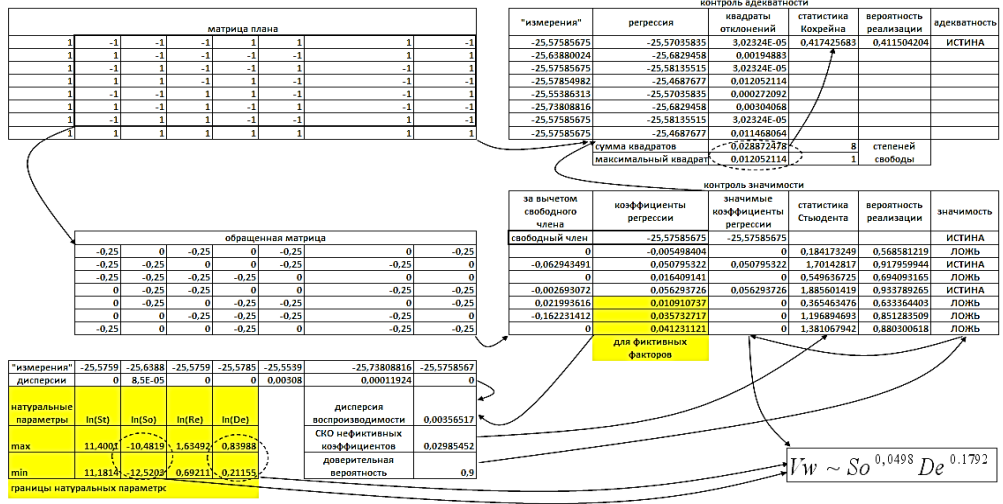 контроль адекватности
матрица плана
"измерения" регрессия квадраты отклонений статистика Кохрейна вероятность реализации адекватность
1 -1 -1 -1 1 1 1 -1
-25,57585675 -25,57035835 3,02324E-05 0,417425683 0,411504204 ИСТИНА
1 1 -1 -1 -1 -1 1 1
-25,63880024 -25,6829458 0,00194883
1 -1 1 -1 -1 1 -1 1
-25,57585675 -25,58135515 3,02324E-05
1 1 1 -1 1 -1 -1 -1
-25,57854982 -25,4687677 0,012052114
1 -1 -1 1 1 -1 -1 1
-25,55386313 -25,57035835 0,000272092
1 1 -1 1 -1 1 -1 -1
-25,73808816 -25,6829458 0,00304068
1 -1 1 1 -1 -1 1 -1
-25,57585675 -25,58135515 3,02324E-05
1 1 1 1 1 1 1 1
-25,57585675 -25,4687677 0,011468064
сумма квадратов 0,028872478 8 степеней
максимальный квадрат 0,012052114 1 свободы
контроль значимости
за вычетом свободного члена коэффициенты регрессии значимые коэффициенты регрессии статистика Стьюдента вероятность реализации значимость
свободный член -25,57585675 -25,57585675 ИСТИНА
0 -0,005498404 0,184173249 0,568581219 ЛОЖЬ
-0,062943491 0,050795322 0,050795322 1,70142817 0,917959944 ИСТИНА
0 0,016409141 0,549636725 0,694093165 ЛОЖЬ
-0,002693072 0,056293726 0,056293726 1,885601419 0,933789265 ИСТИНА
0,021993616 0,010910737 0,365463476 0,633364403 ЛОЖЬ
-0,162231412 0,035732717 1,196894693 0,851283509 ЛОЖЬ
0 0,041231121 1,381067942 0,880300618 ЛОЖЬ
для фиктивных факторов
обращенная матрица
-0,25 0 -0,25 0 -0,25 0 -0,25
-0,25 -0,25 0 0 -0,25 -0,25 0
-0,25 -0,25 -0,25 -0,25 0 0 0
0 -0,25 -0,25 0 0 -0,25 -0,25
0 -0,25 0 -0,25 -0,25 0 -0,25
0 0 -0,25 -0,25 -0,25 -0,25 0
-0,25 0 0 -0,25 0 -0,25 -0,25
"измерения" -25,5759 -25,6388 -25,5759 -25,5785 -25,5539 -25,73808816 -25,5758567
дисперсии 0 8,5E-05 0 0 0,00308 0,00011924 0
натуральные параметры ln(St) ln(So) ln(Re) ln(De)
дисперсия воспроизводимости 0,00356517
max 11,4001 -10,4819 1,63492 0,83988
СКО нефиктивных коэффициентов 0,02985452
min 11,1814 -12,5203 0,69211 0,21155
доверительная вероятность 0,9
границы натуральных параметрс
Vw ~ So^0,0498 De^0.1792